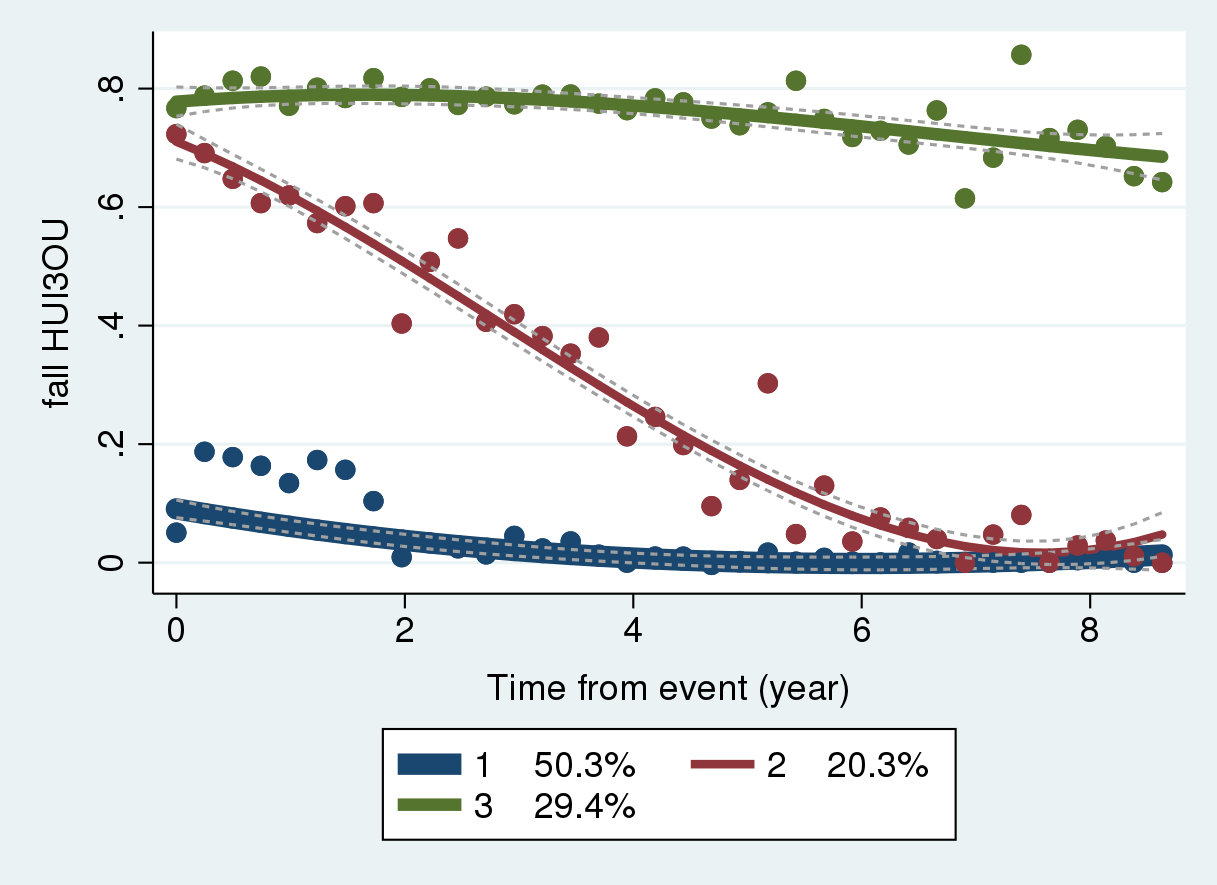 fall HUI3OU
.8
.6
.4
.2
0
0 2 4 6 8
Time from event (year)
1 50.3% 2 20.3%
3 29.4%